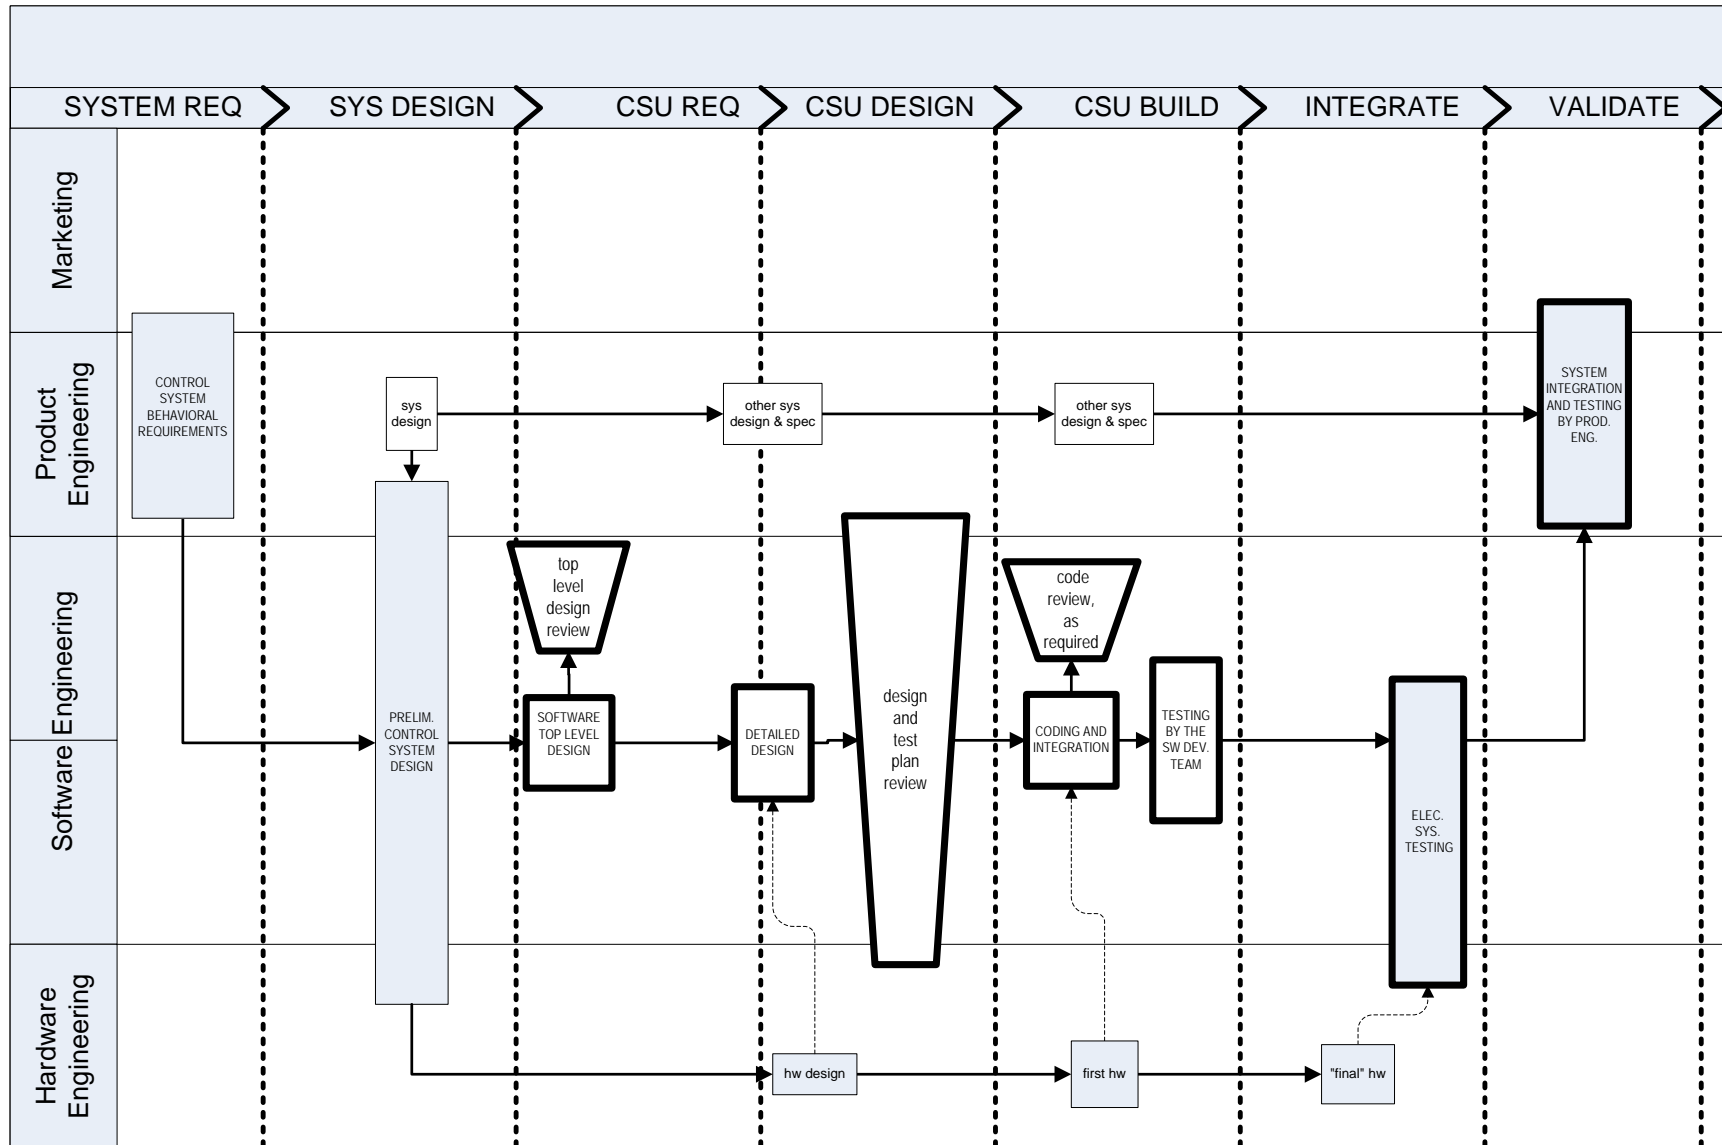 SYSTEM REQ
SYS DESIGN
CSU REQ
CSU DESIGN
CSU BUILD
INTEGRATE
VALIDATE
Marketing
Product
Engineering
Software Engineering
Hardware
Engineering
CONTROL
SYSTEM
BEHAVIORAL
REQUIREMENTS
sys
design
other sys
design & spec
other sys
design & spec
SYSTEM
INTEGRATION
AND TESTING
BY PROD.
ENG.
top
level
design
review
code
review,
as
required
PRELIM.
CONTROL
SYSTEM
DESIGN
SOFTWARE
TOP LEVEL
DESIGN
DETAILED
DESIGN
design
and
test
plan
review
CODING AND
INTEGRATION
TESTING
BY THE
SW DEV.
TEAM
ELEC.
SYS.
TESTING
hw design
first hw
"final" hw